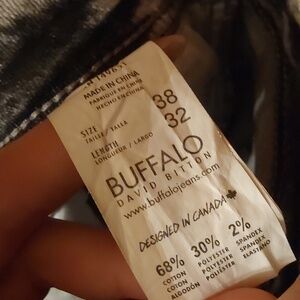 MADE IN CHINA
FABRIQUÉ EN CHINE
HECHO EN CHINA
SIZE 38
TAILLE / TALLA
LENGTH 32
LONGUEUR / LARGO
BUFFALO
DAVID BITTON
www.buffalojeans.com
DESIGNED IN CANADA
68% 30% 2%
COTTON POLYESTER SPANDEX
COTON POLYESTER SPANDEX
ALGODÓN POLIÉSTER ELASTANO